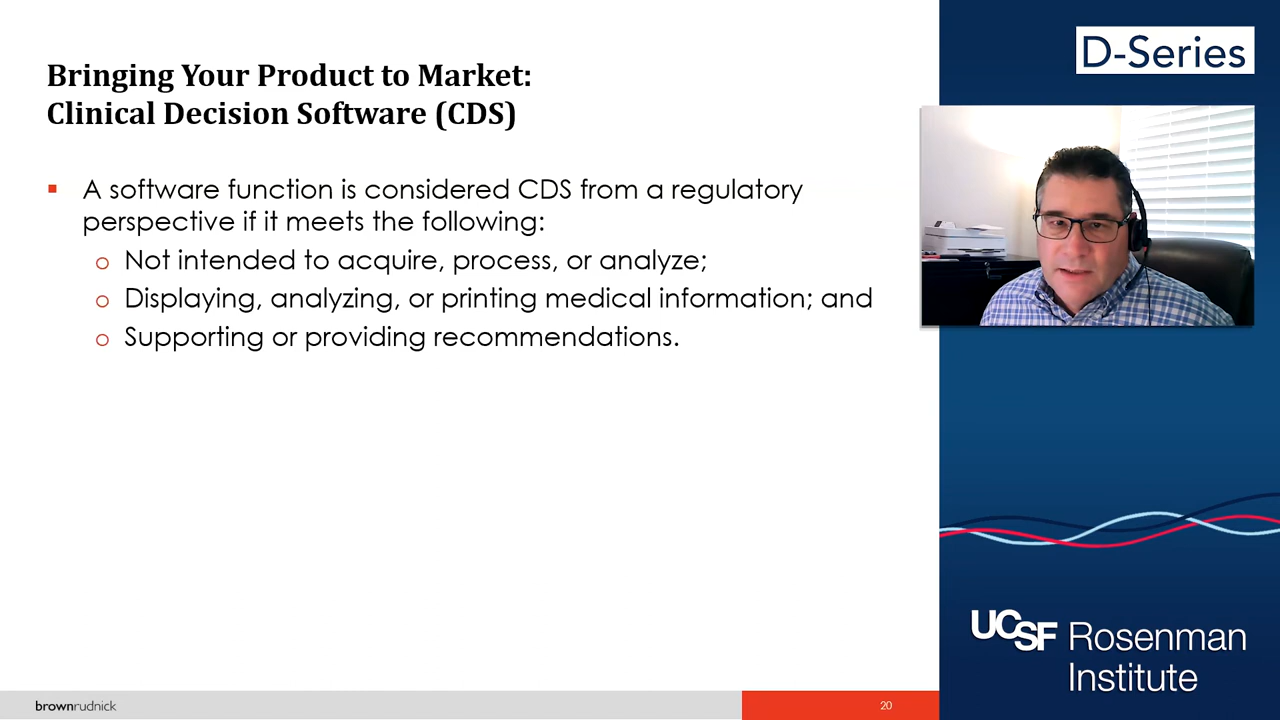 Bringing Your Product to Market:
Clinical Decision Software (CDS)
▪ A software function is considered CDS from a regulatory
perspective if it meets the following:
o Not intended to acquire, process, or analyze;
o Displaying, analyzing, or printing medical information; and
o Supporting or providing recommendations.
brownrudnick
20
D-Series
UCSF Rosenman
Institute